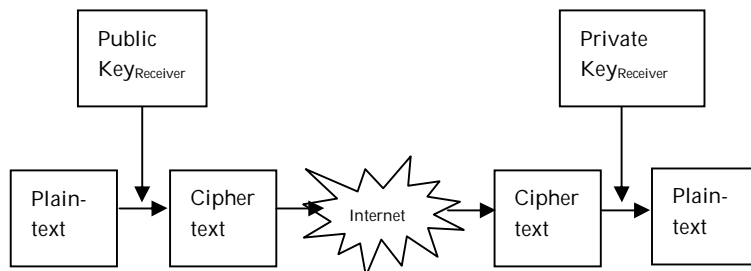 Public
KeyReceiver
Private
KeyReceiver
Plain-
text
Cipher
text
Internet
Cipher
text
Plain-
text